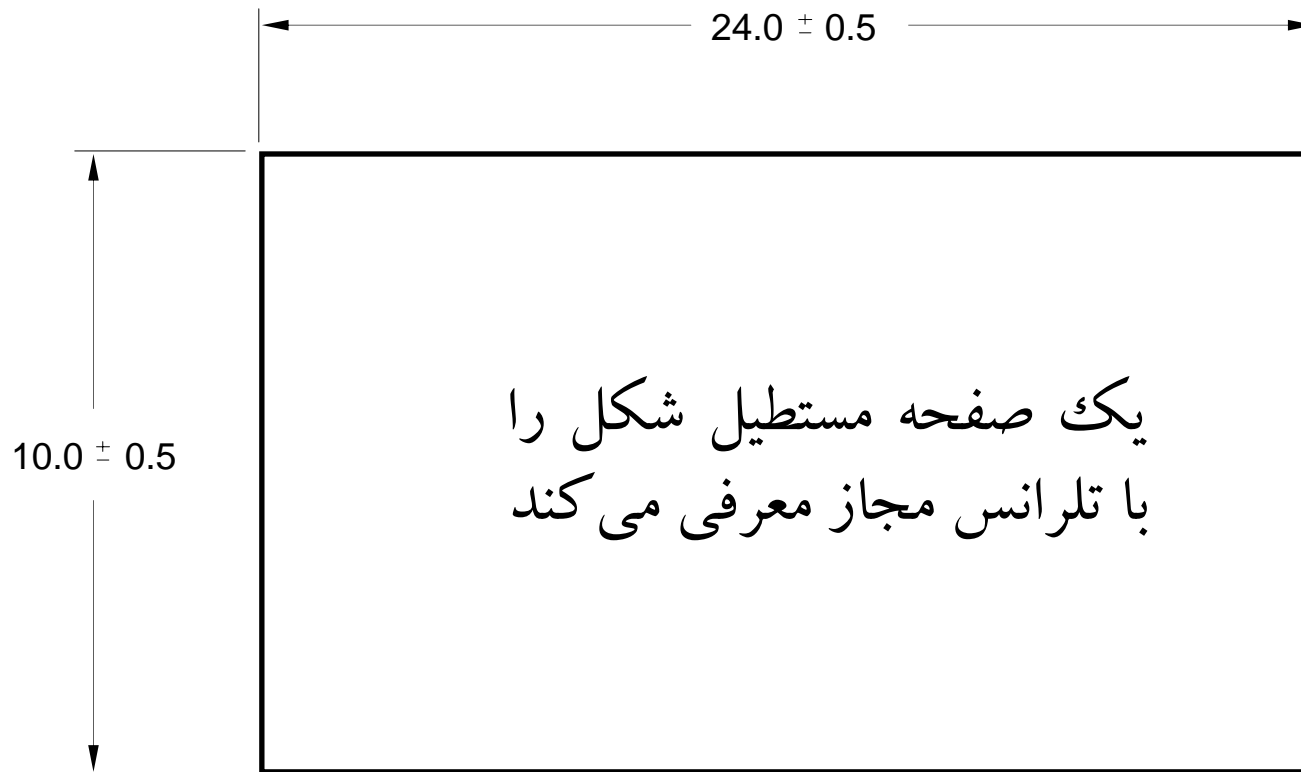 24.0 ± 0.5
10.0 ± 0.5
یک صفحه مستطیل شکل را
با تلرانس مجاز معرفی می‌کند